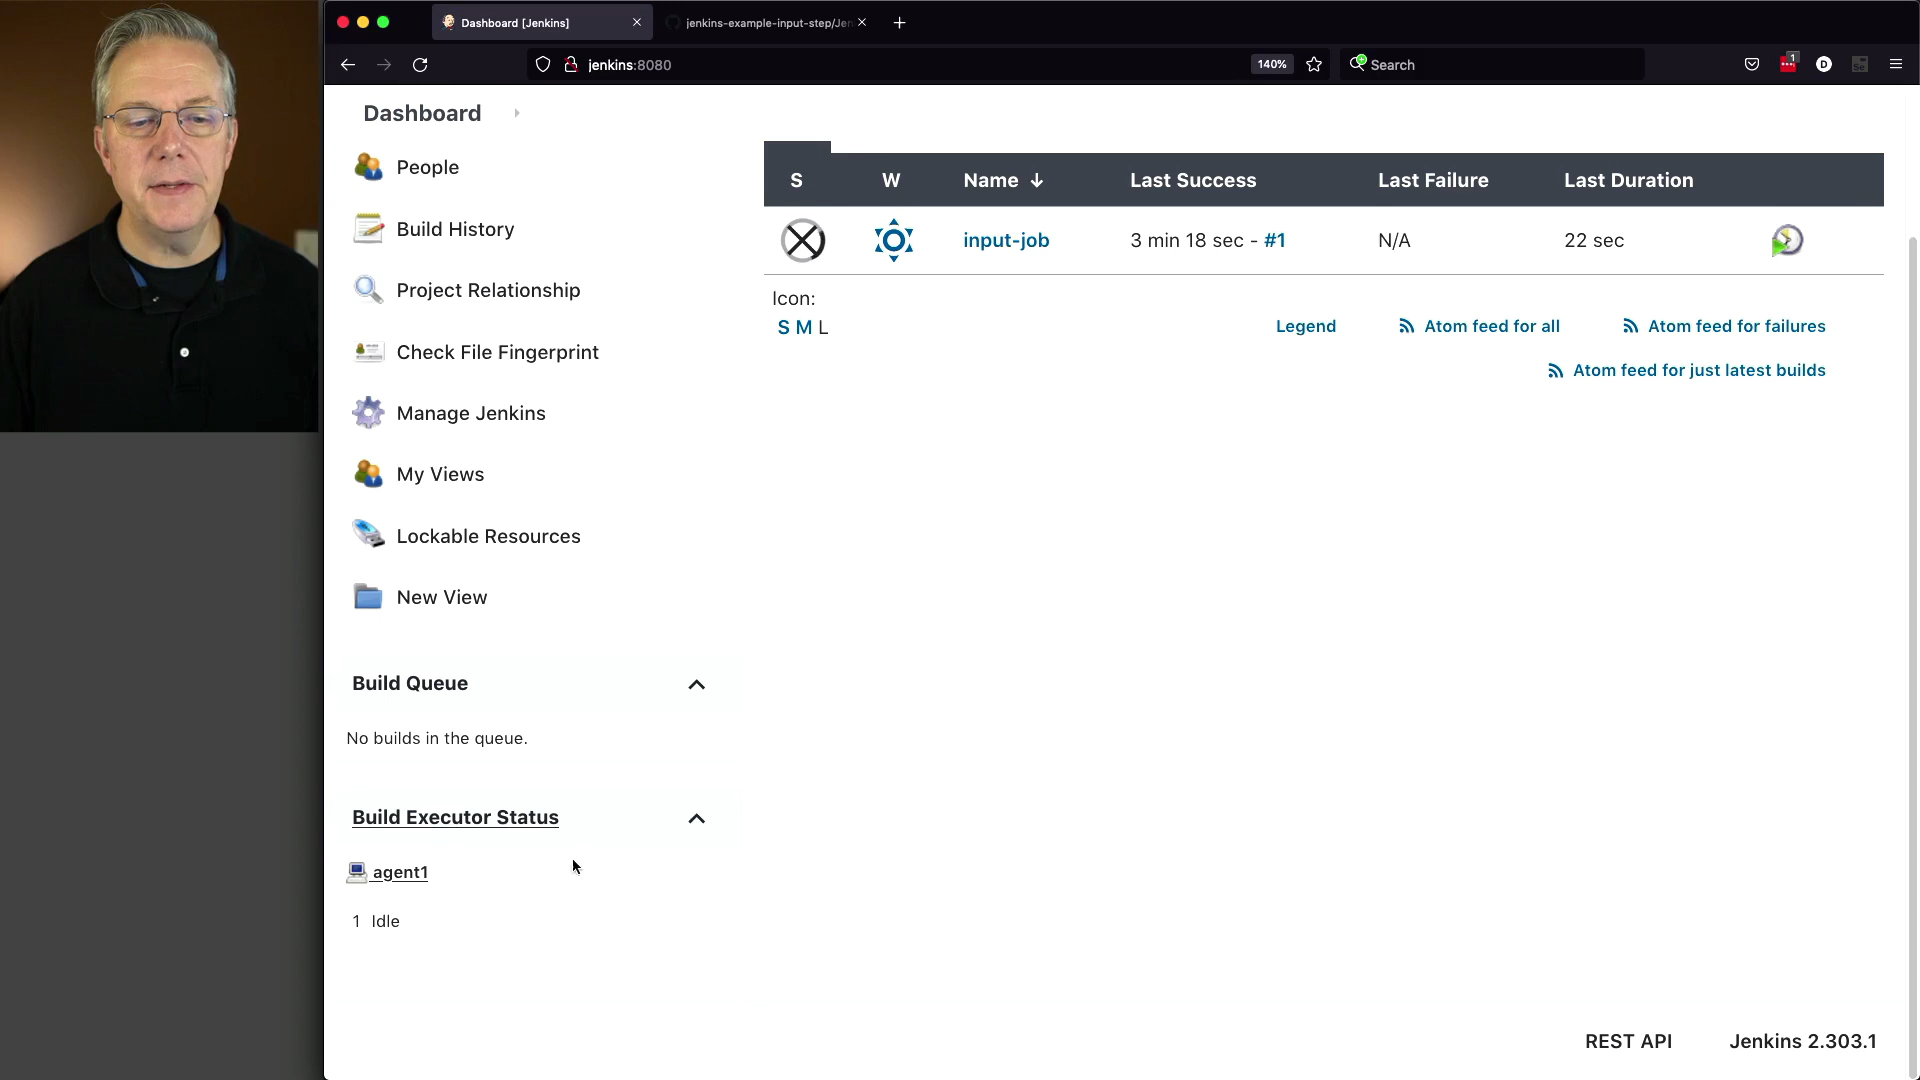 Dashboard [Jenkins]
jenkins-example-input-step/Jen
jenkins:8080
140%
Search
1
D
Se
Dashboard
People
Build History
Project Relationship
Check File Fingerprint
Manage Jenkins
My Views
Lockable Resources
New View
Build Queue
No builds in the queue.
Build Executor Status
agent1
1 Idle
S W Name ↓ Last Success Last Failure Last Duration
input-job 3 min 18 sec - #1 N/A 22 sec
Icon:
S M L
Legend Atom feed for all Atom feed for failures
Atom feed for just latest builds
REST API Jenkins 2.303.1